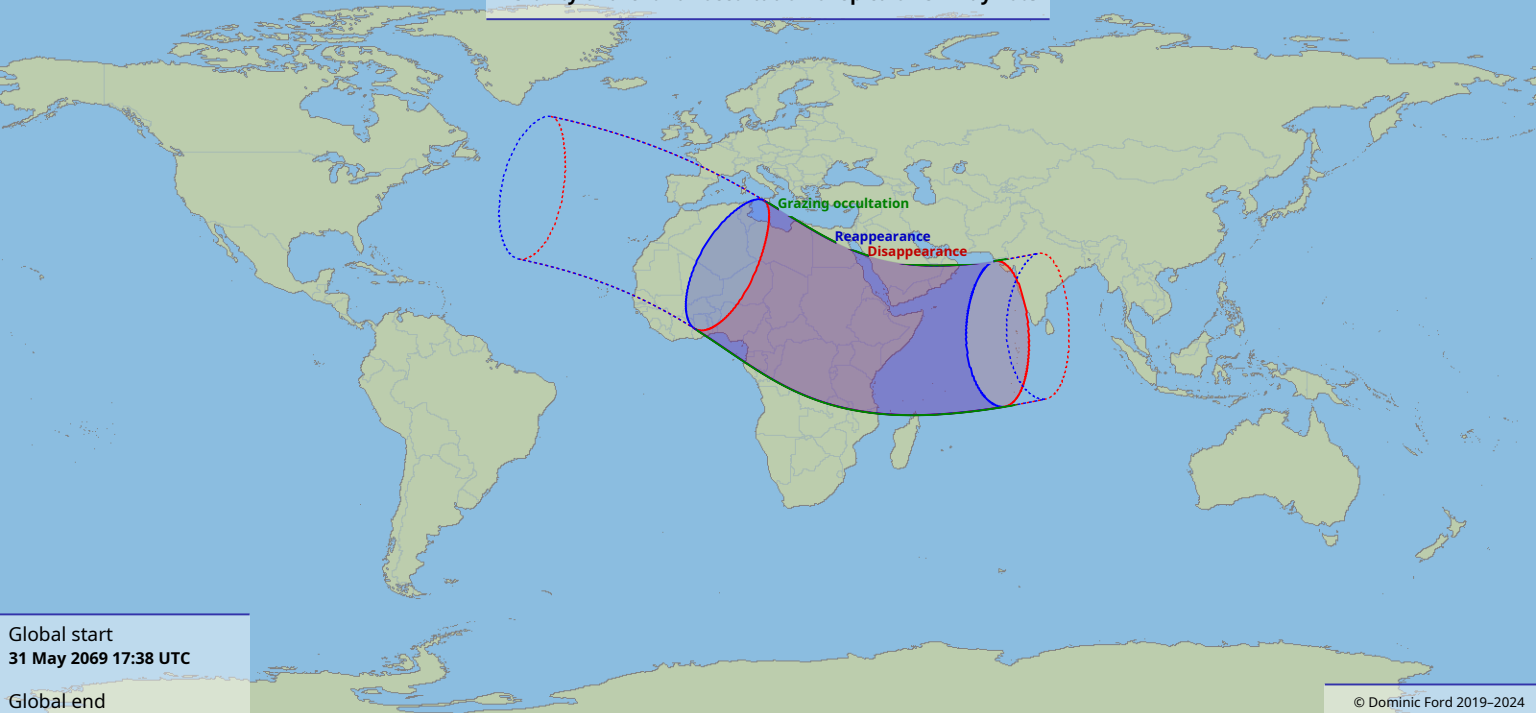 Grazing occultation
Reappearance
Disappearance
Global start
31 May 2069 17:38 UTC
Global end
© Dominic Ford 2019–2024